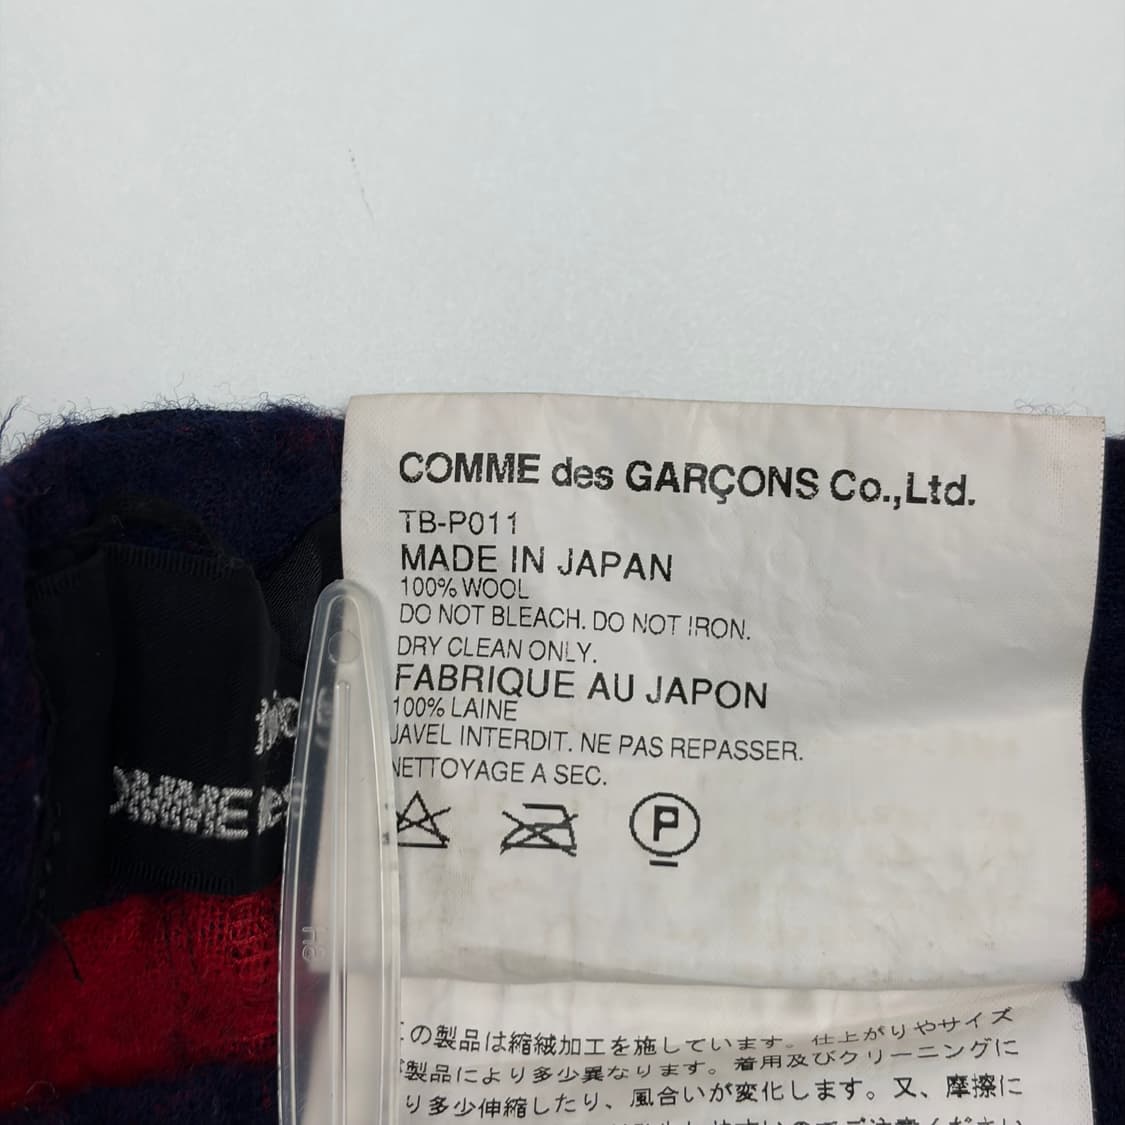 COMME des GARÇONS Co.,Ltd.
TB-P011
MADE IN JAPAN
100% WOOL
DO NOT BLEACH. DO NOT IRON.
DRY CLEAN ONLY.
FABRIQUE AU JAPON
100% LAINE
JAVEL INTERDIT. NE PAS REPASSER.
NETTOYAGE A SEC.
P
の製品は縮絨加工を施しています。仕上がりやサイズ
製品により多少異なります。着用及びクリーニングに
り多少伸縮したり、風合いが変化します。又、摩擦に